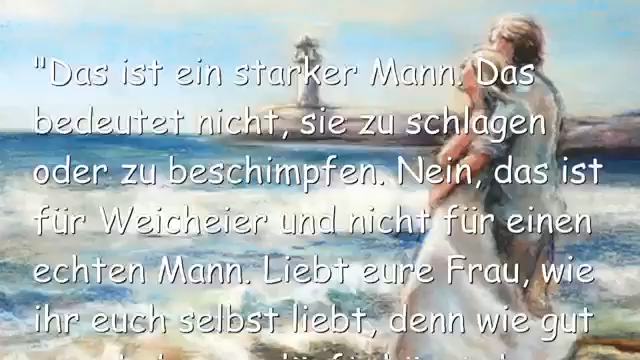 "Das ist ein starker Mann. Das
bedeutet nicht, sie zu schlagen
oder zu beschimpfen. Nein, das ist
für Weicheier und nicht für einen
echten Mann. Liebt eure Frau, wie
ihr euch selbst liebt, denn wie gut